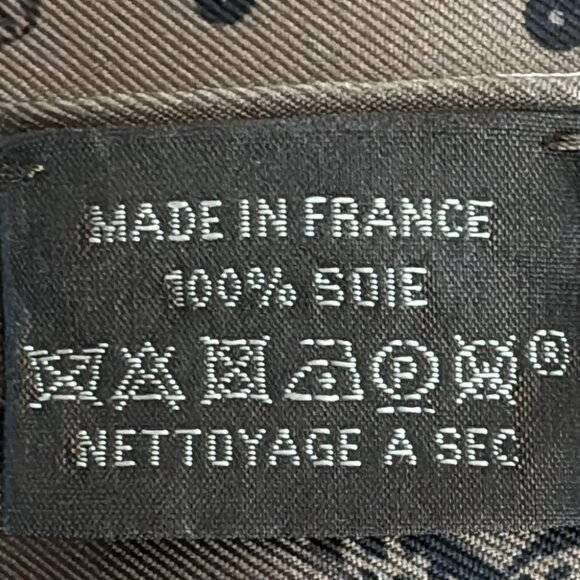 MADE IN FRANCE
100% SOIE
P ®
NETTOYAGE A SEC